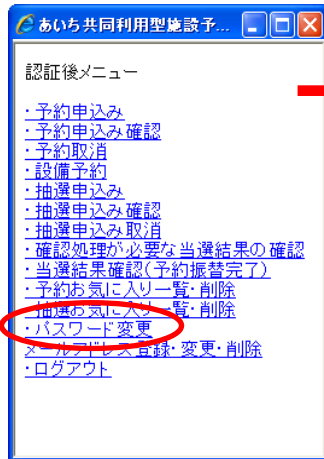 あいち共同利用型施設予...
認証後メニュー
・予約申込み
・予約申込み確認
・予約取消
・設備予約
・抽選申込み
・抽選申込み確認
・抽選申込み取消
・確認処理が必要な当選結果の確認
・当選結果確認(予約振替完了)
・予約お気に入り一覧・削除
・抽選お気に入り一覧・削除
・パスワード変更
メールアドレス登録・変更・削除
・ログアウト